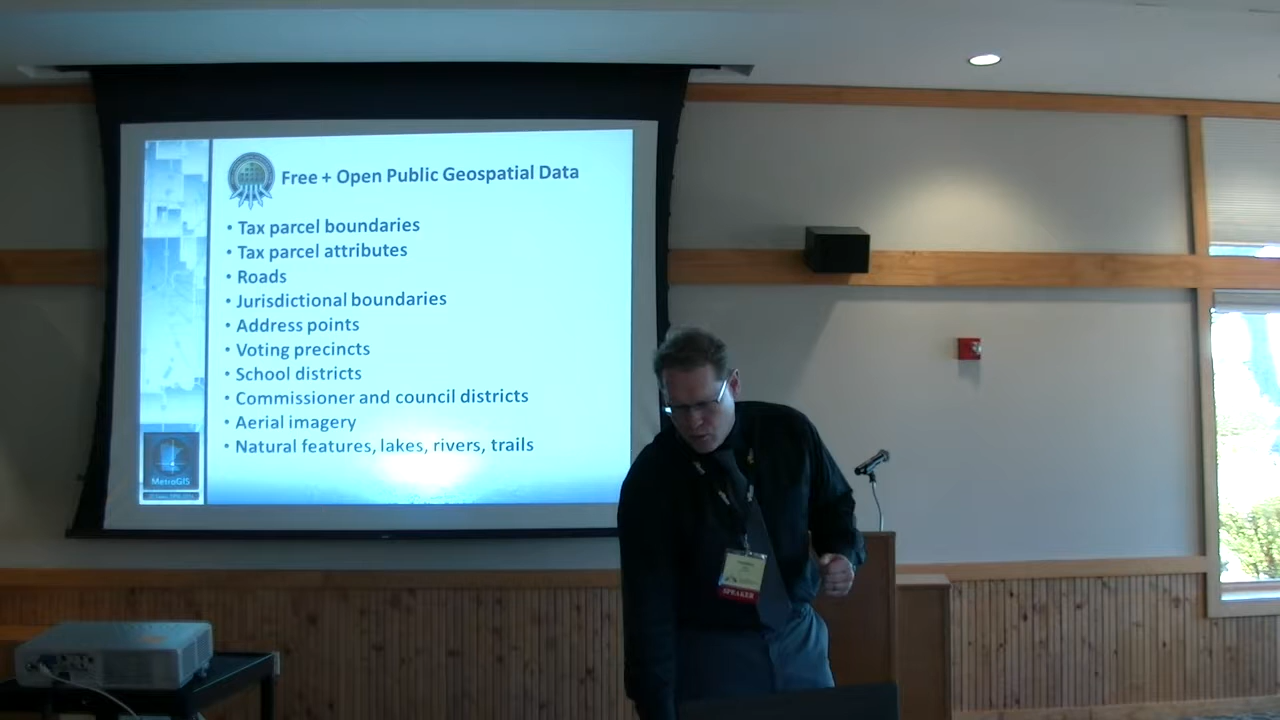 Free + Open Public Geospatial Data
• Tax parcel boundaries
• Tax parcel attributes
• Roads
• Jurisdictional boundaries
• Address points
• Voting precincts
• School districts
• Commissioner and council districts
• Aerial imagery
• Natural features, lakes, rivers, trails
MetroGIS
SPEAKER